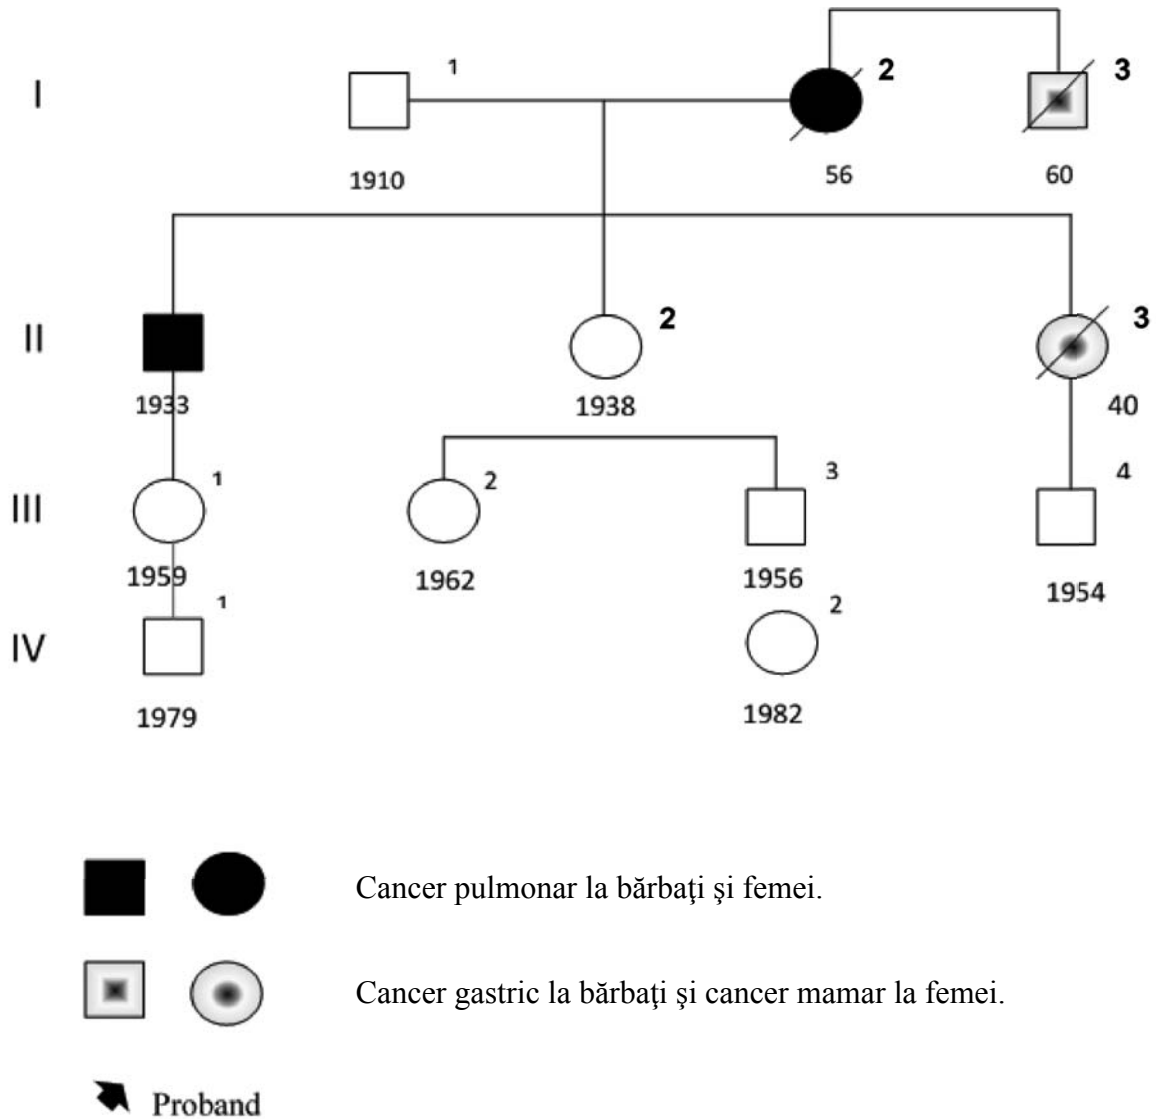 I 1 2 3
1910 56 60
II 2 3
1933 1938 40
III 1 2 3 4
1959 1962 1956 1954
IV 1 2
1979 1982
Cancer pulmonar la bărbaţi şi femei.
Cancer gastric la bărbaţi şi cancer mamar la femei.
Proband